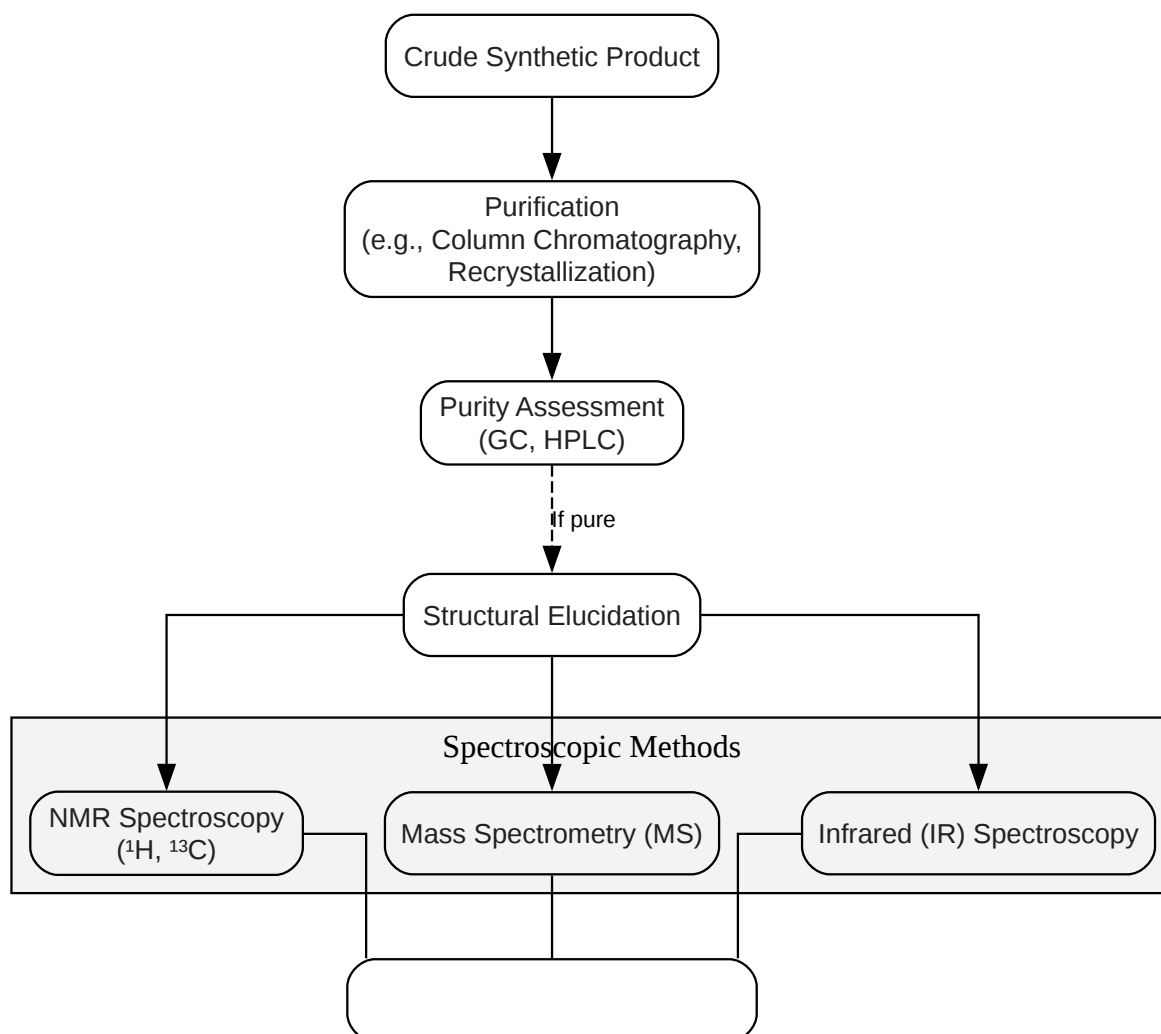 Crude Synthetic Product
Purification
(e.g., Column Chromatography,
Recrystallization)
Purity Assessment
(GC, HPLC)
If pure
Structural Elucidation
Spectroscopic Methods
NMR Spectroscopy
(¹H, ¹³C)
Mass Spectrometry (MS)
Infrared (IR) Spectroscopy